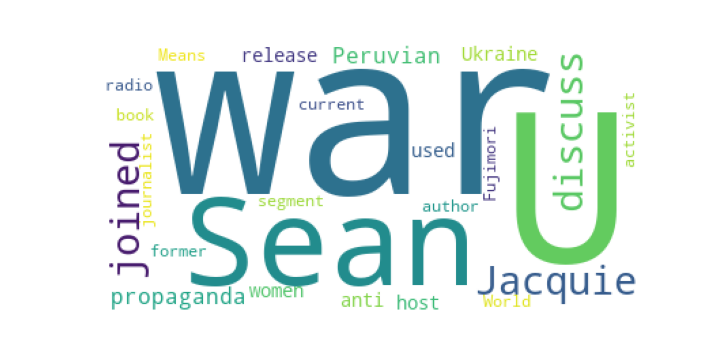 Means
release
Peruvian
Ukraine
radio
war
current
discuss
book
activist
journalist
joined
used
Fujimori
U
segment
Sean
author
former
Jacquie
propaganda
women
anti
host
World